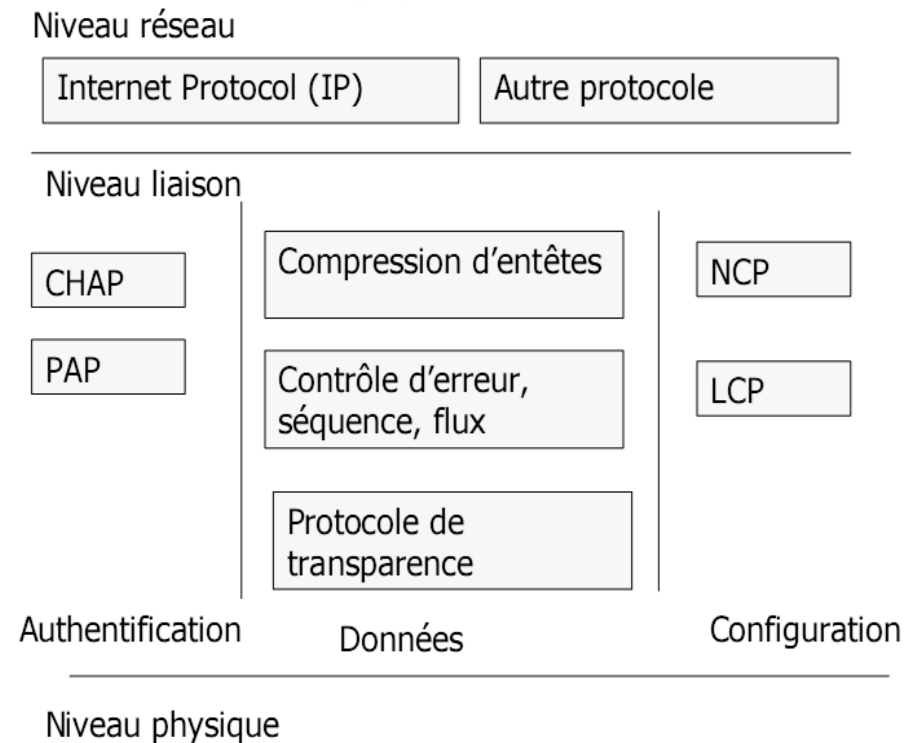 Niveau réseau
Internet Protocol (IP)
Autre protocole
Niveau liaison
CHAP
PAP
Compression d'entêtes
Contrôle d'erreur,
séquence, flux
Protocole de
transparence
NCP
LCP
Authentification
Données
Configuration
Niveau physique